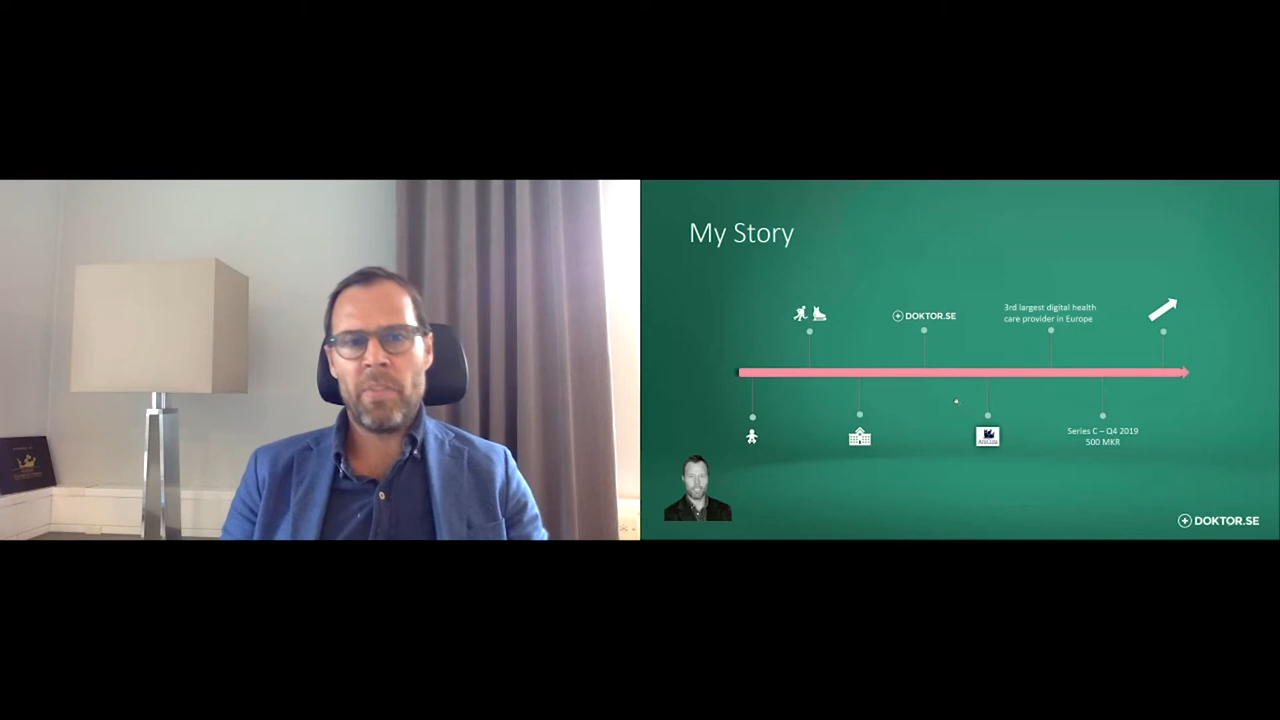 My Story
DOKTOR.SE
3rd largest digital health
care provider in Europe
AniCura
Series C – Q4 2019
500 MKR
DOKTOR.SE